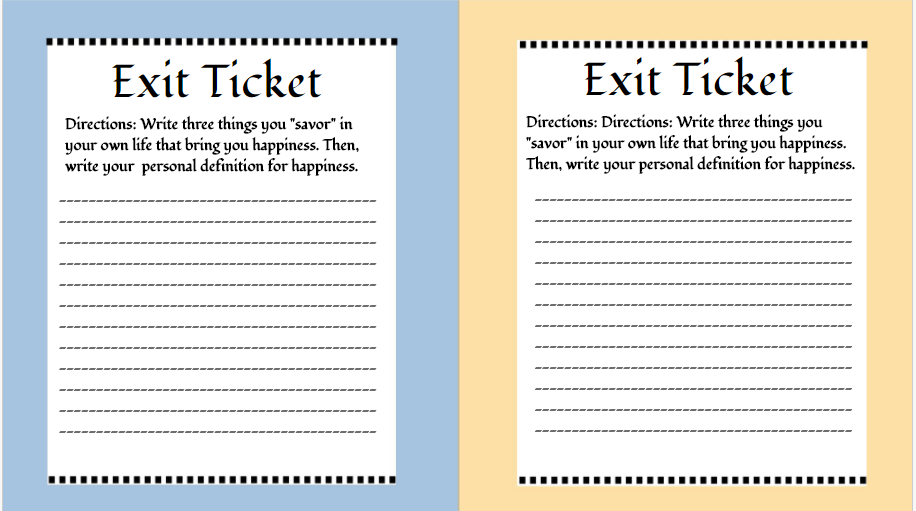 Exit Ticket
Directions: Write three things you "savor" in
your own life that bring you happiness. Then,
write your  personal definition for happiness.
Exit Ticket
Directions: Directions: Write three things you
"savor" in your own life that bring you happiness.
Then, write your personal definition for happiness.